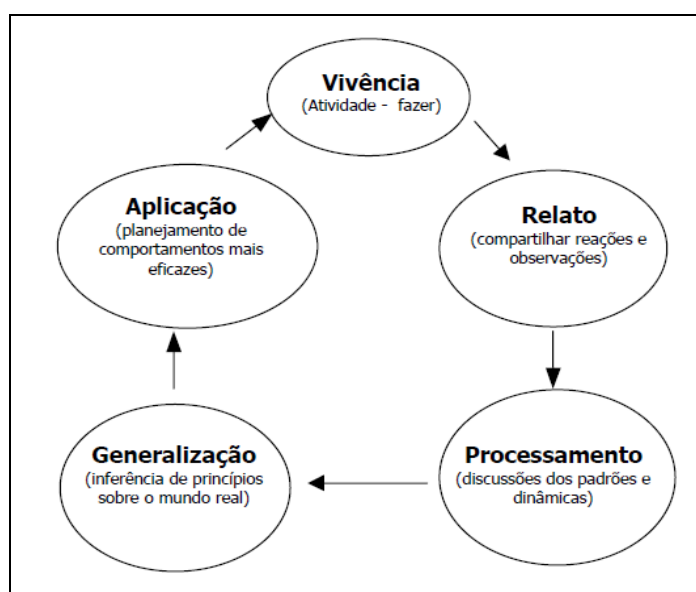 Vivência
(Atividade - fazer)
Relato
(compartilhar reações e
observações)
Processamento
(discussões dos padrões e
dinâmicas)
Generalização
(inferência de princípios
sobre o mundo real)
Aplicação
(planejamento de
comportamentos mais
eficazes)